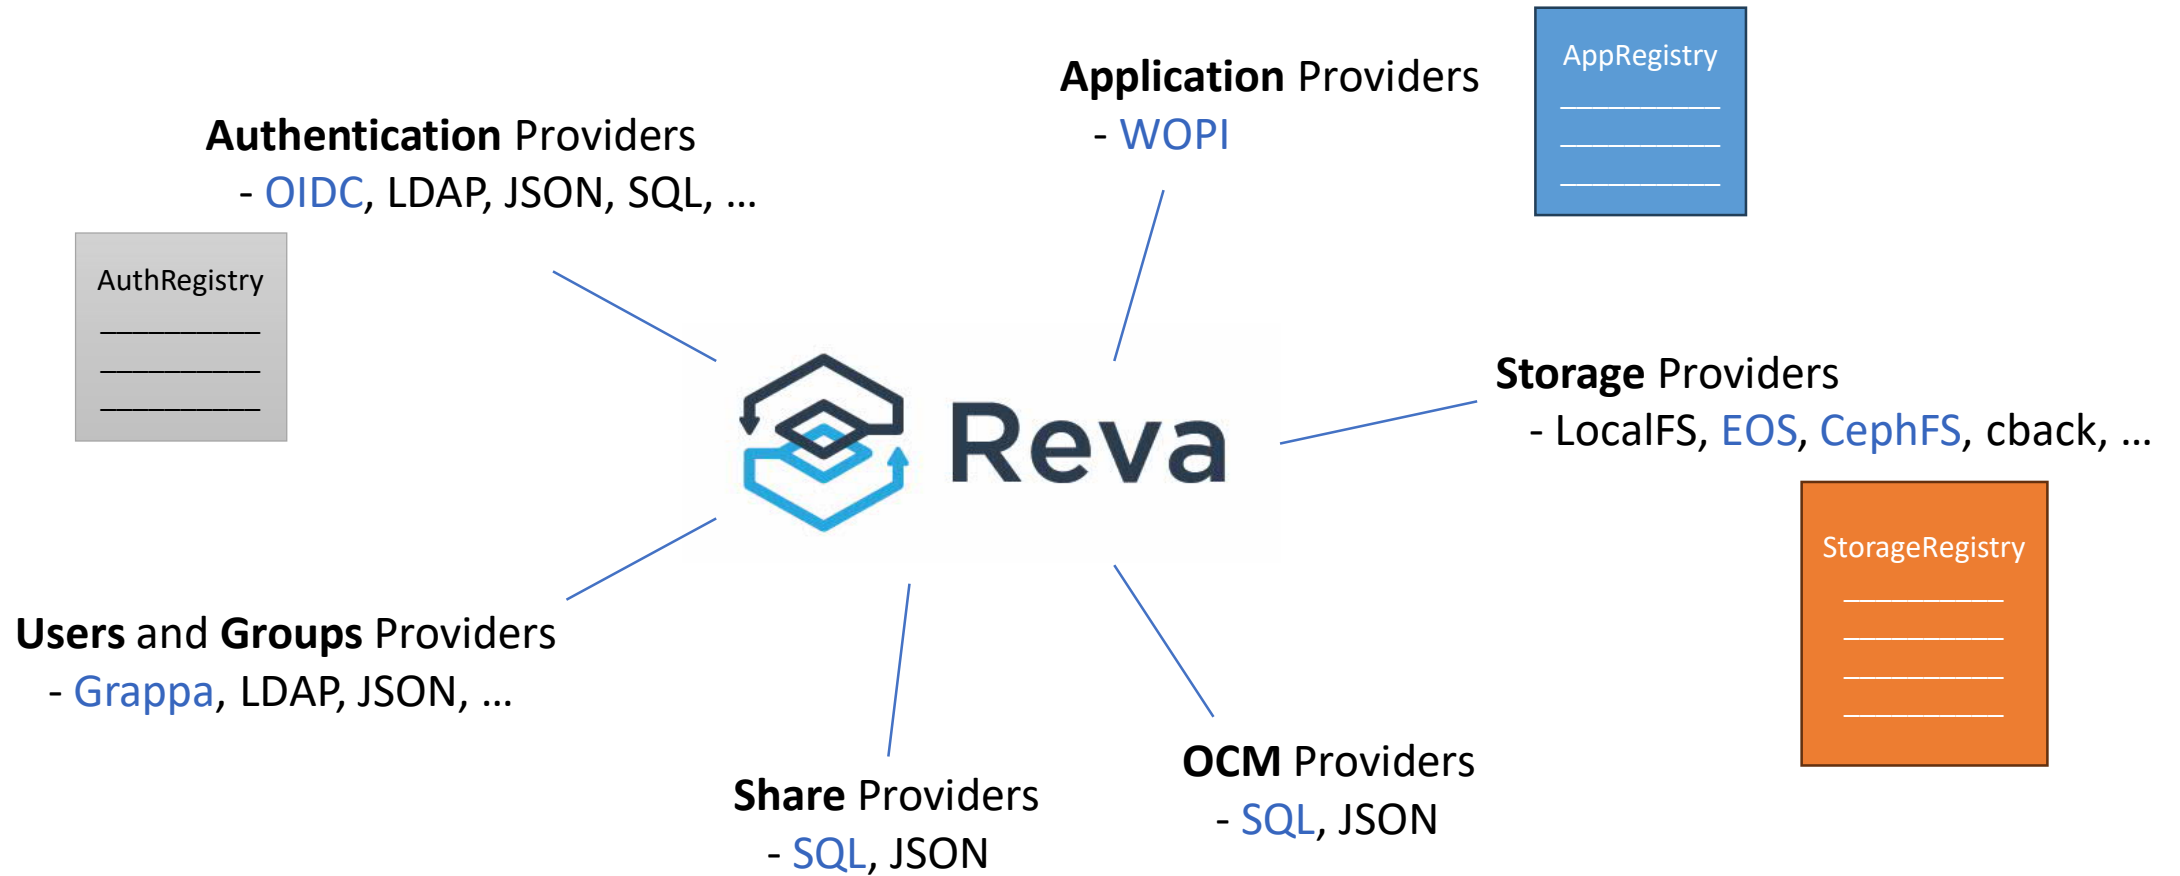 Authentication Providers
- OIDC, LDAP, JSON, SQL, ...
AuthRegistry
Application Providers
- WOPI
AppRegistry
Reva
Storage Providers
- LocalFS, EOS, CephFS, cback, ...
StorageRegistry
Users and Groups Providers
- Grappa, LDAP, JSON, ...
Share Providers
- SQL, JSON
OCM Providers
- SQL, JSON